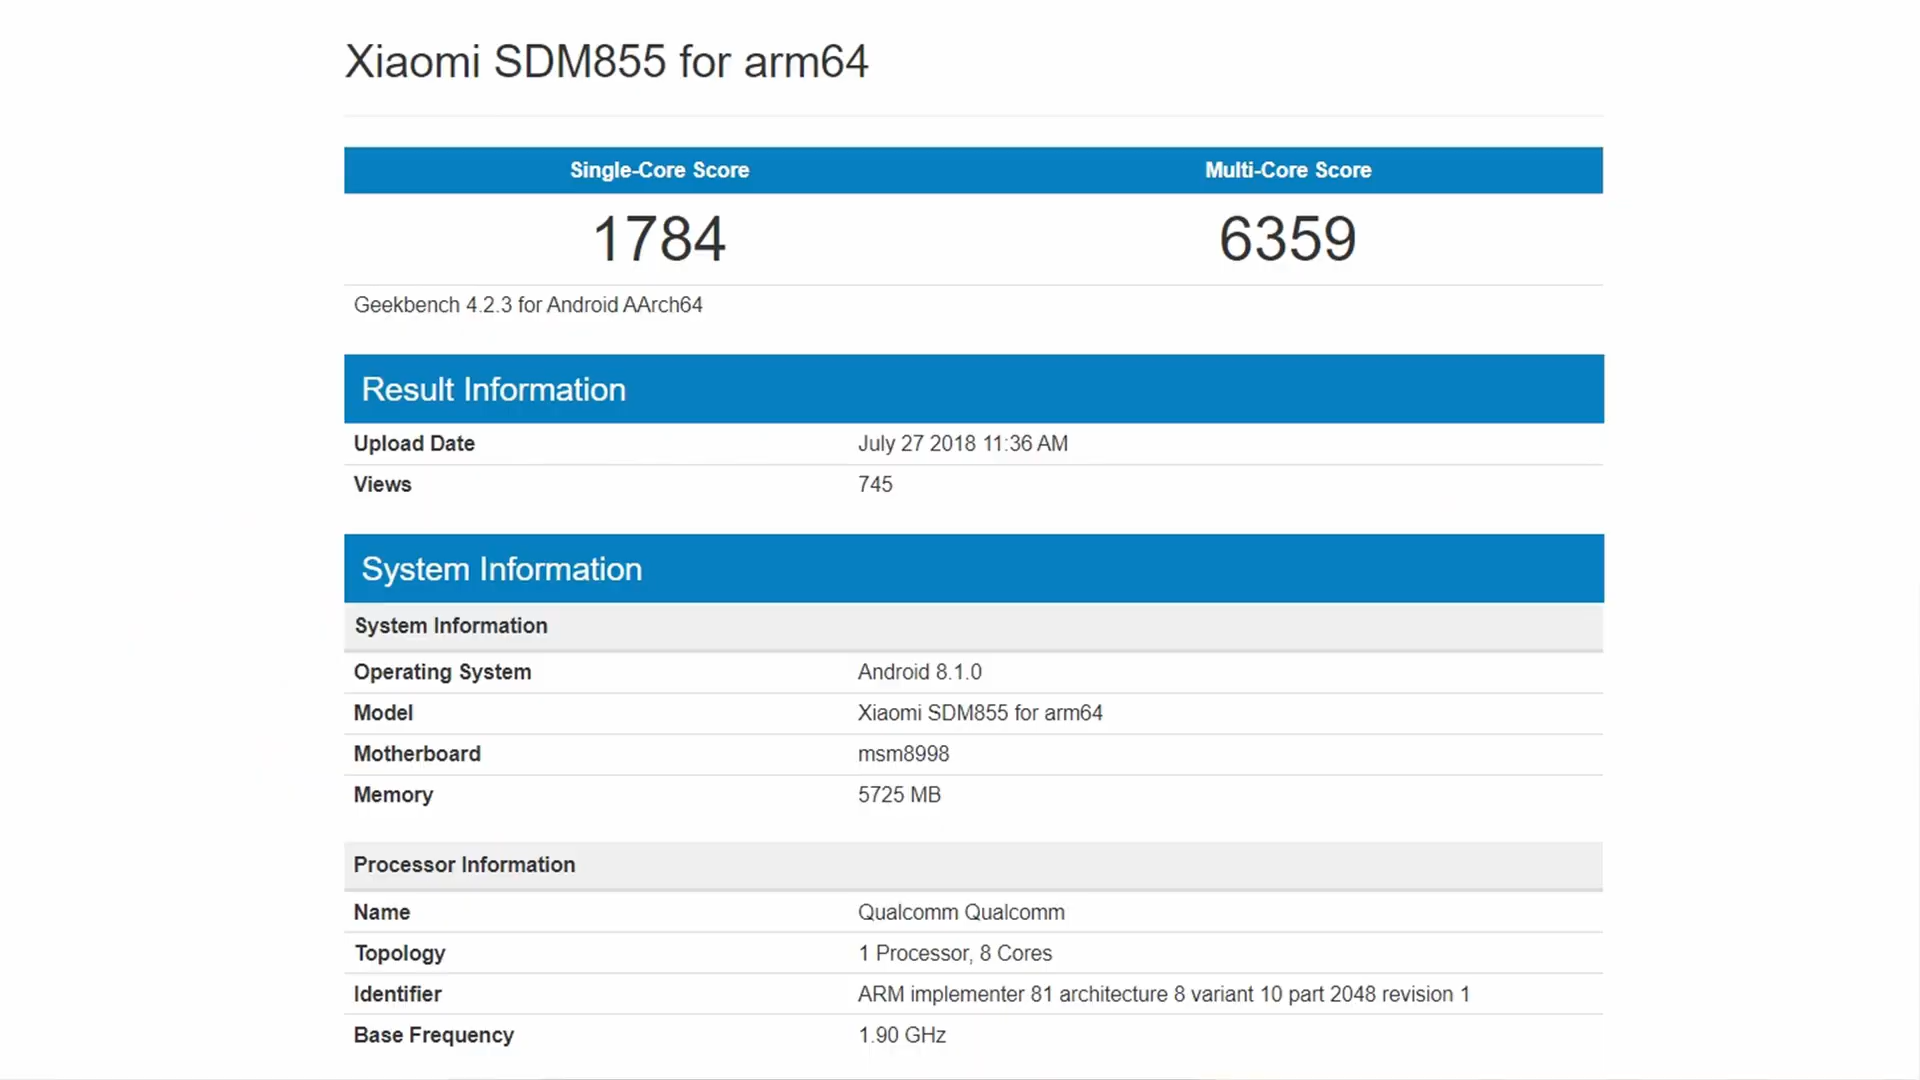 Xiaomi SDM855 for arm64
Single-Core Score Multi-Core Score
1784 6359
Geekbench 4.2.3 for Android AArch64
Result Information
Upload Date July 27 2018 11:36 AM
Views 745
System Information
System Information
Operating System Android 8.1.0
Model Xiaomi SDM855 for arm64
Motherboard msm8998
Memory 5725 MB
Processor Information
Name Qualcomm Qualcomm
Topology 1 Processor, 8 Cores
Identifier ARM implementer 81 architecture 8 variant 10 part 2048 revision 1
Base Frequency 1.90 GHz